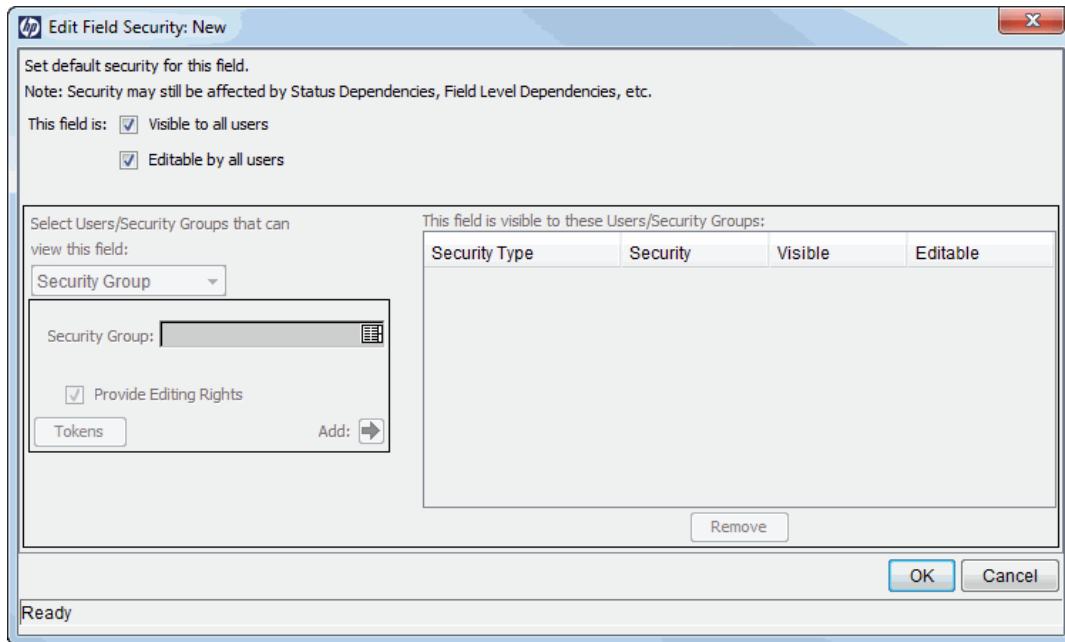 hp Edit Field Security: New
Set default security for this field.
Note: Security may still be affected by Status Dependencies, Field Level Dependencies, etc.
This field is: Visible to all users
Editable by all users
Select Users/Security Groups that can
view this field:
Security Group
Security Group:
Provide Editing Rights
Tokens Add:
This field is visible to these Users/Security Groups:
Security Type Security Visible Editable
Remove
OK Cancel
Ready